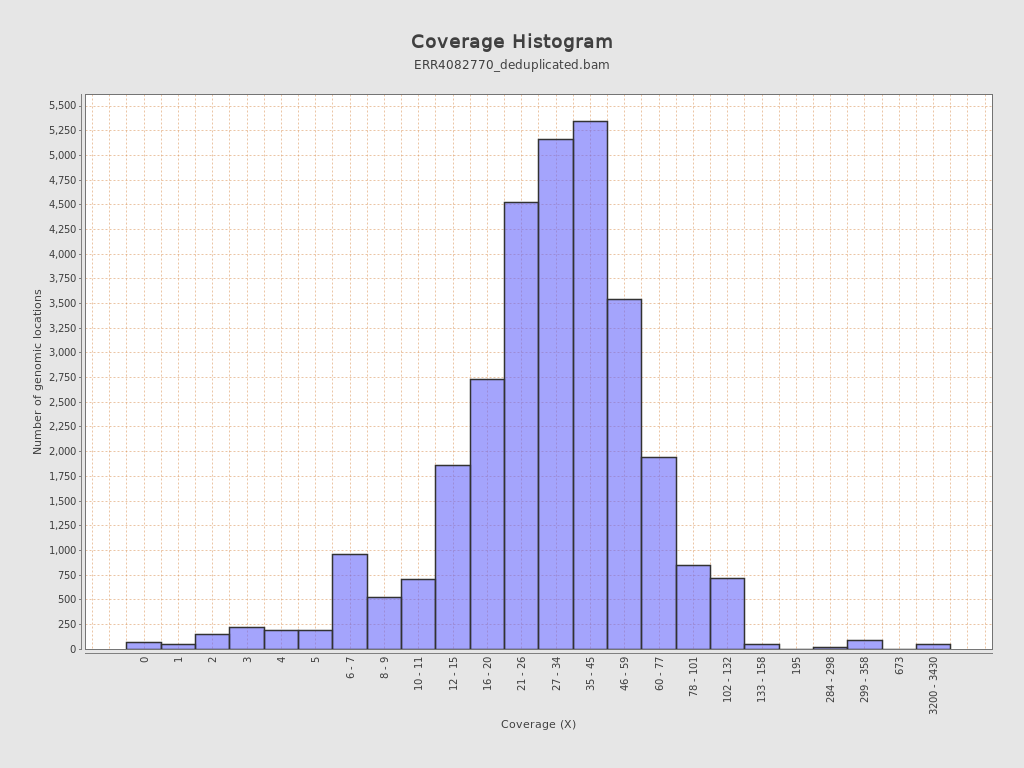 Coverage Histogram
ERR4082770_deduplicated.bam
Number of genomic locations
5,500
5,250
5,000
4,750
4,500
4,250
4,000
3,750
3,500
3,250
3,000
2,750
2,500
2,250
2,000
1,750
1,500
1,250
1,000
750
500
250
0
0
1
2
3
4
5
6 - 7
8 - 9
10 - 11
12 - 15
16 - 20
21 - 26
27 - 34
35 - 45
46 - 59
60 - 77
78 - 101
102 - 132
133 - 158
195
284 - 298
299 - 358
673
3200 - 3430
Coverage (X)